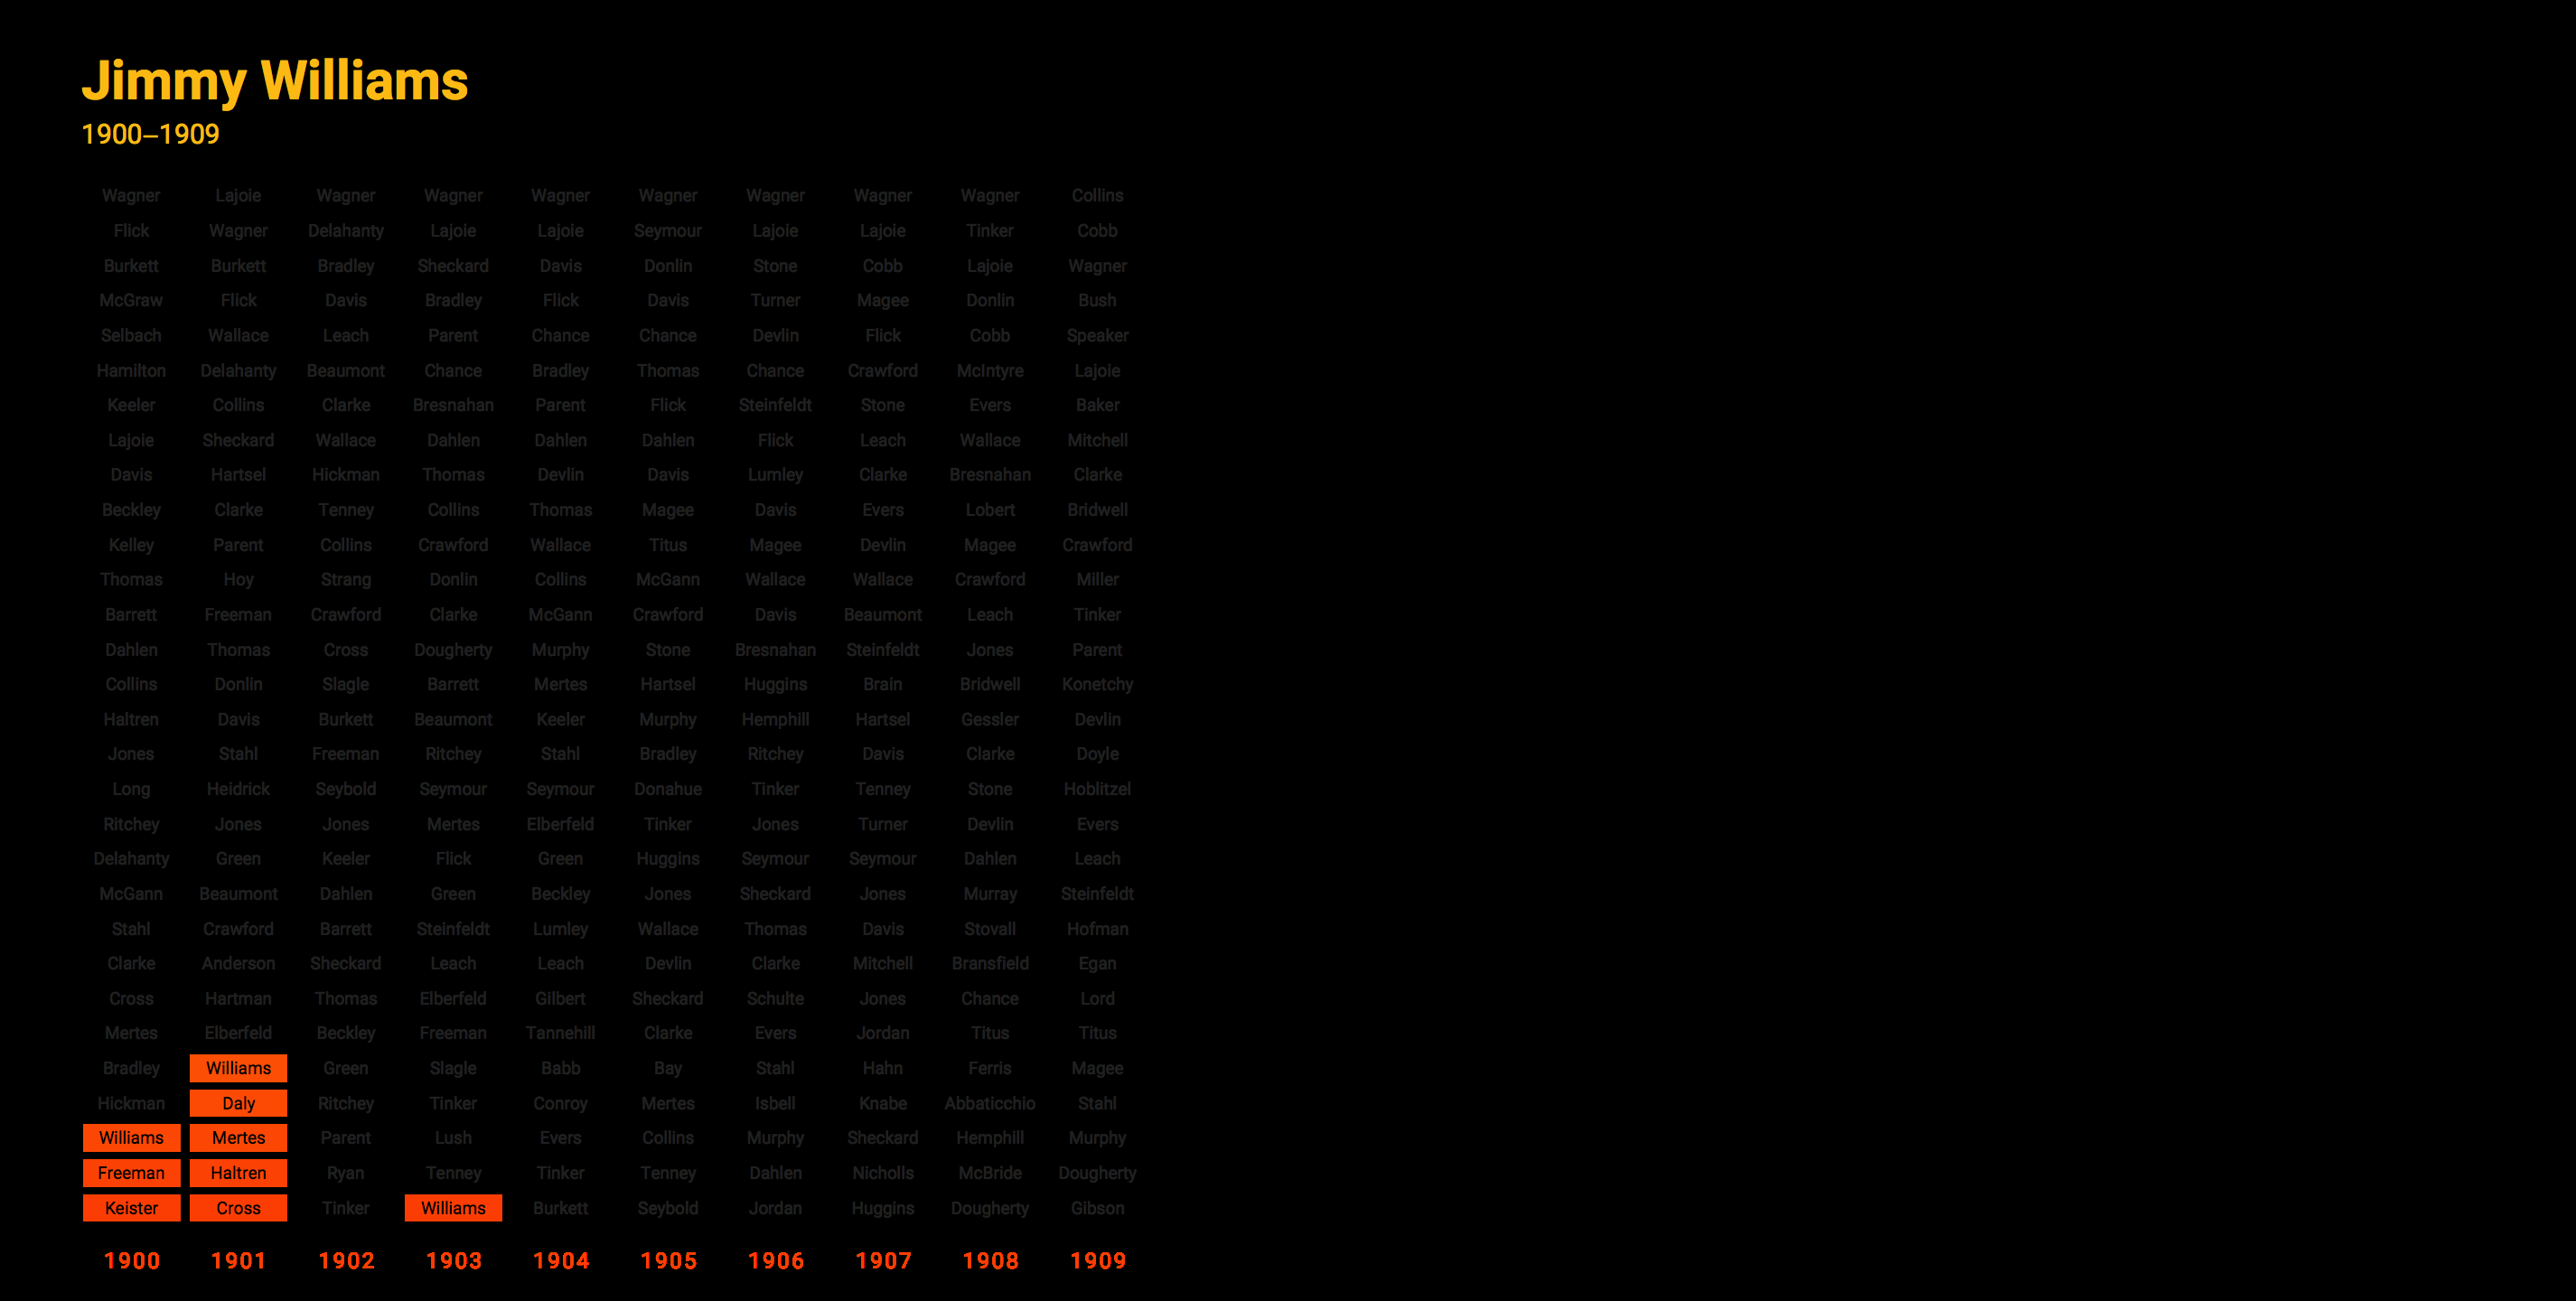 Jimmy Williams
1900–1909
Wagner Lajoie Wagner Wagner Wagner Wagner Wagner Wagner Wagner Collins
Flick Wagner Delahanty Lajoie Lajoie Seymour Lajoie Lajoie Tinker Cobb
Burkett Burkett Bradley Sheckard Davis Donlin Stone Cobb Lajoie Wagner
McGraw Flick Davis Bradley Flick Davis Turner Magee Donlin Bush
Selbach Wallace Leach Parent Chance Chance Devlin Flick Cobb Speaker
Hamilton Delahanty Beaumont Chance Bradley Thomas Chance Crawford McIntyre Lajoie
Keeler Collins Clarke Bresnahan Parent Flick Steinfeldt Stone Evers Baker
Lajoie Sheckard Wallace Dahlen Dahlen Dahlen Flick Leach Wallace Mitchell
Davis Hartsel Hickman Thomas Devlin Davis Lumley Clarke Bresnahan Clarke
Beckley Clarke Tenney Collins Thomas Magee Davis Evers Lobert Bridwell
Kelley Parent Collins Crawford Wallace Titus Magee Devlin Magee Crawford
Thomas Hoy Strang Donlin Collins McGann Wallace Wallace Crawford Miller
Barrett Freeman Crawford Clarke McGann Crawford Davis Beaumont Leach Tinker
Dahlen Thomas Cross Dougherty Murphy Stone Bresnahan Steinfeldt Jones Parent
Collins Donlin Slagle Barrett Mertes Hartsel Huggins Brain Bridwell Konetchy
Haltren Davis Burkett Beaumont Keeler Murphy Hemphill Hartsel Gessler Devlin
Jones Stahl Freeman Ritchey Stahl Bradley Ritchey Davis Clarke Doyle
Long Heidrick Seybold Seymour Seymour Donahue Tinker Tenney Stone Hoblitzel
Ritchey Jones Jones Mertes Elberfeld Tinker Jones Turner Devlin Evers
Delahanty Green Keeler Flick Green Huggins Seymour Seymour Dahlen Leach
McGann Beaumont Dahlen Green Beckley Jones Sheckard Jones Murray Steinfeldt
Stahl Crawford Barrett Steinfeldt Lumley Wallace Thomas Davis Stovall Hofman
Clarke Anderson Sheckard Leach Leach Devlin Clarke Mitchell Bransfield Egan
Cross Hartman Thomas Elberfeld Gilbert Sheckard Schulte Jones Chance Lord
Mertes Elberfeld Beckley Freeman Tannehill Clarke Evers Jordan Titus Titus
Bradley Williams Green Slagle Babb Bay Stahl Hahn Ferris Magee
Hickman Daly Ritchey Tinker Conroy Mertes Isbell Knabe Abbaticchio Stahl
Williams Mertes Parent Lush Evers Collins Murphy Sheckard Hemphill Murphy
Freeman Haltren Ryan Tenney Tinker Tenney Dahlen Nicholls McBride Dougherty
Keister Cross Tinker Williams Burkett Seybold Jordan Huggins Dougherty Gibson
1900 1901 1902 1903 1904 1905 1906 1907 1908 1909